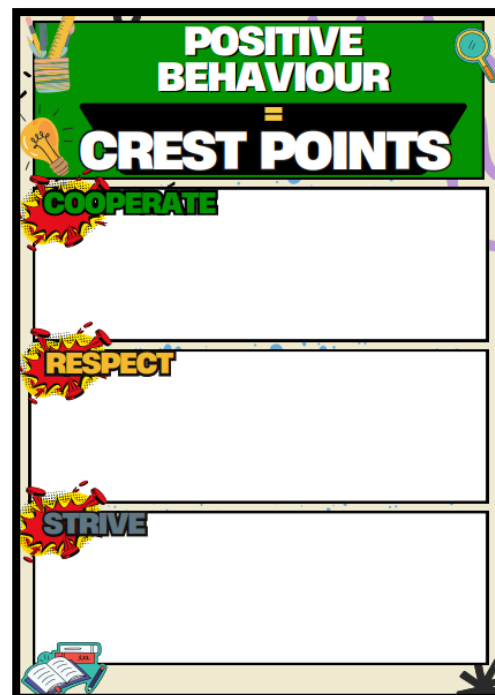 POSITIVE
BEHAVIOUR
=
CREST POINTS
COOPERATE
RESPECT
STRIVE